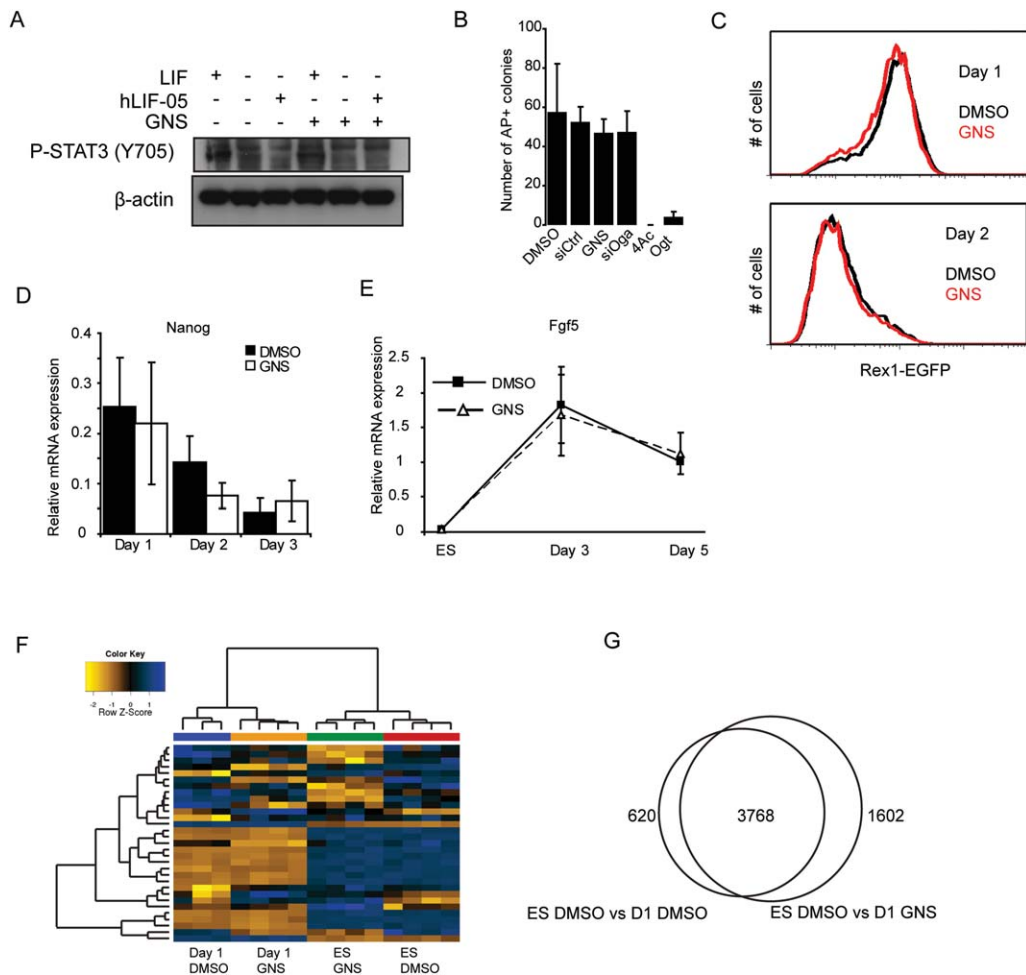 A
LIF + - - + - -
hLIF-05 - - + - - +
GNS - - - + + +
P-STAT3 (Y705)
β-actin
B
Number of AP+ colonies
100
80
60
40
20
0
DMSO
siCtrl
GNS
siOga
4Ac
Ogt
C
# of cells
Day 1
DMSO
GNS
# of cells
Day 2
DMSO
GNS
Rex1-EGFP
D
Nanog
Relative mRNA expression
0.4
0.3
0.2
0.1
0
DMSO
GNS
Day 1 Day 2 Day 3
E
Fgf5
Relative mRNA expression
2.5
2
1.5
1
0.5
0
DMSO
GNS
ES Day 3 Day 5
F
Color Key
-2 -1 0 1
Row Z-Score
Day 1 Day 1 ES ES
DMSO GNS GNS DMSO
G
620 3768 1602
ES DMSO vs D1 DMSO ES DMSO vs D1 GNS